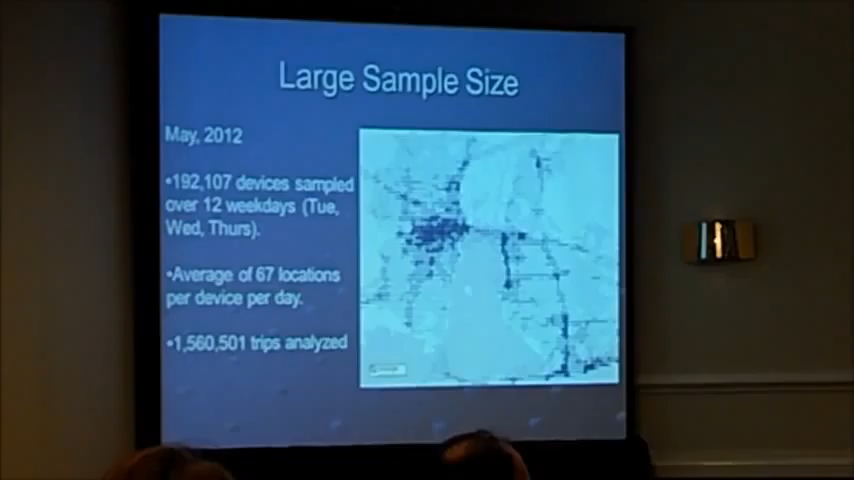 Large Sample Size
May, 2012
•192,107 devices sampled
over 12 weekdays (Tue,
Wed, Thurs).
•Average of 67 locations
per device per day.
•1,560,501 trips analyzed